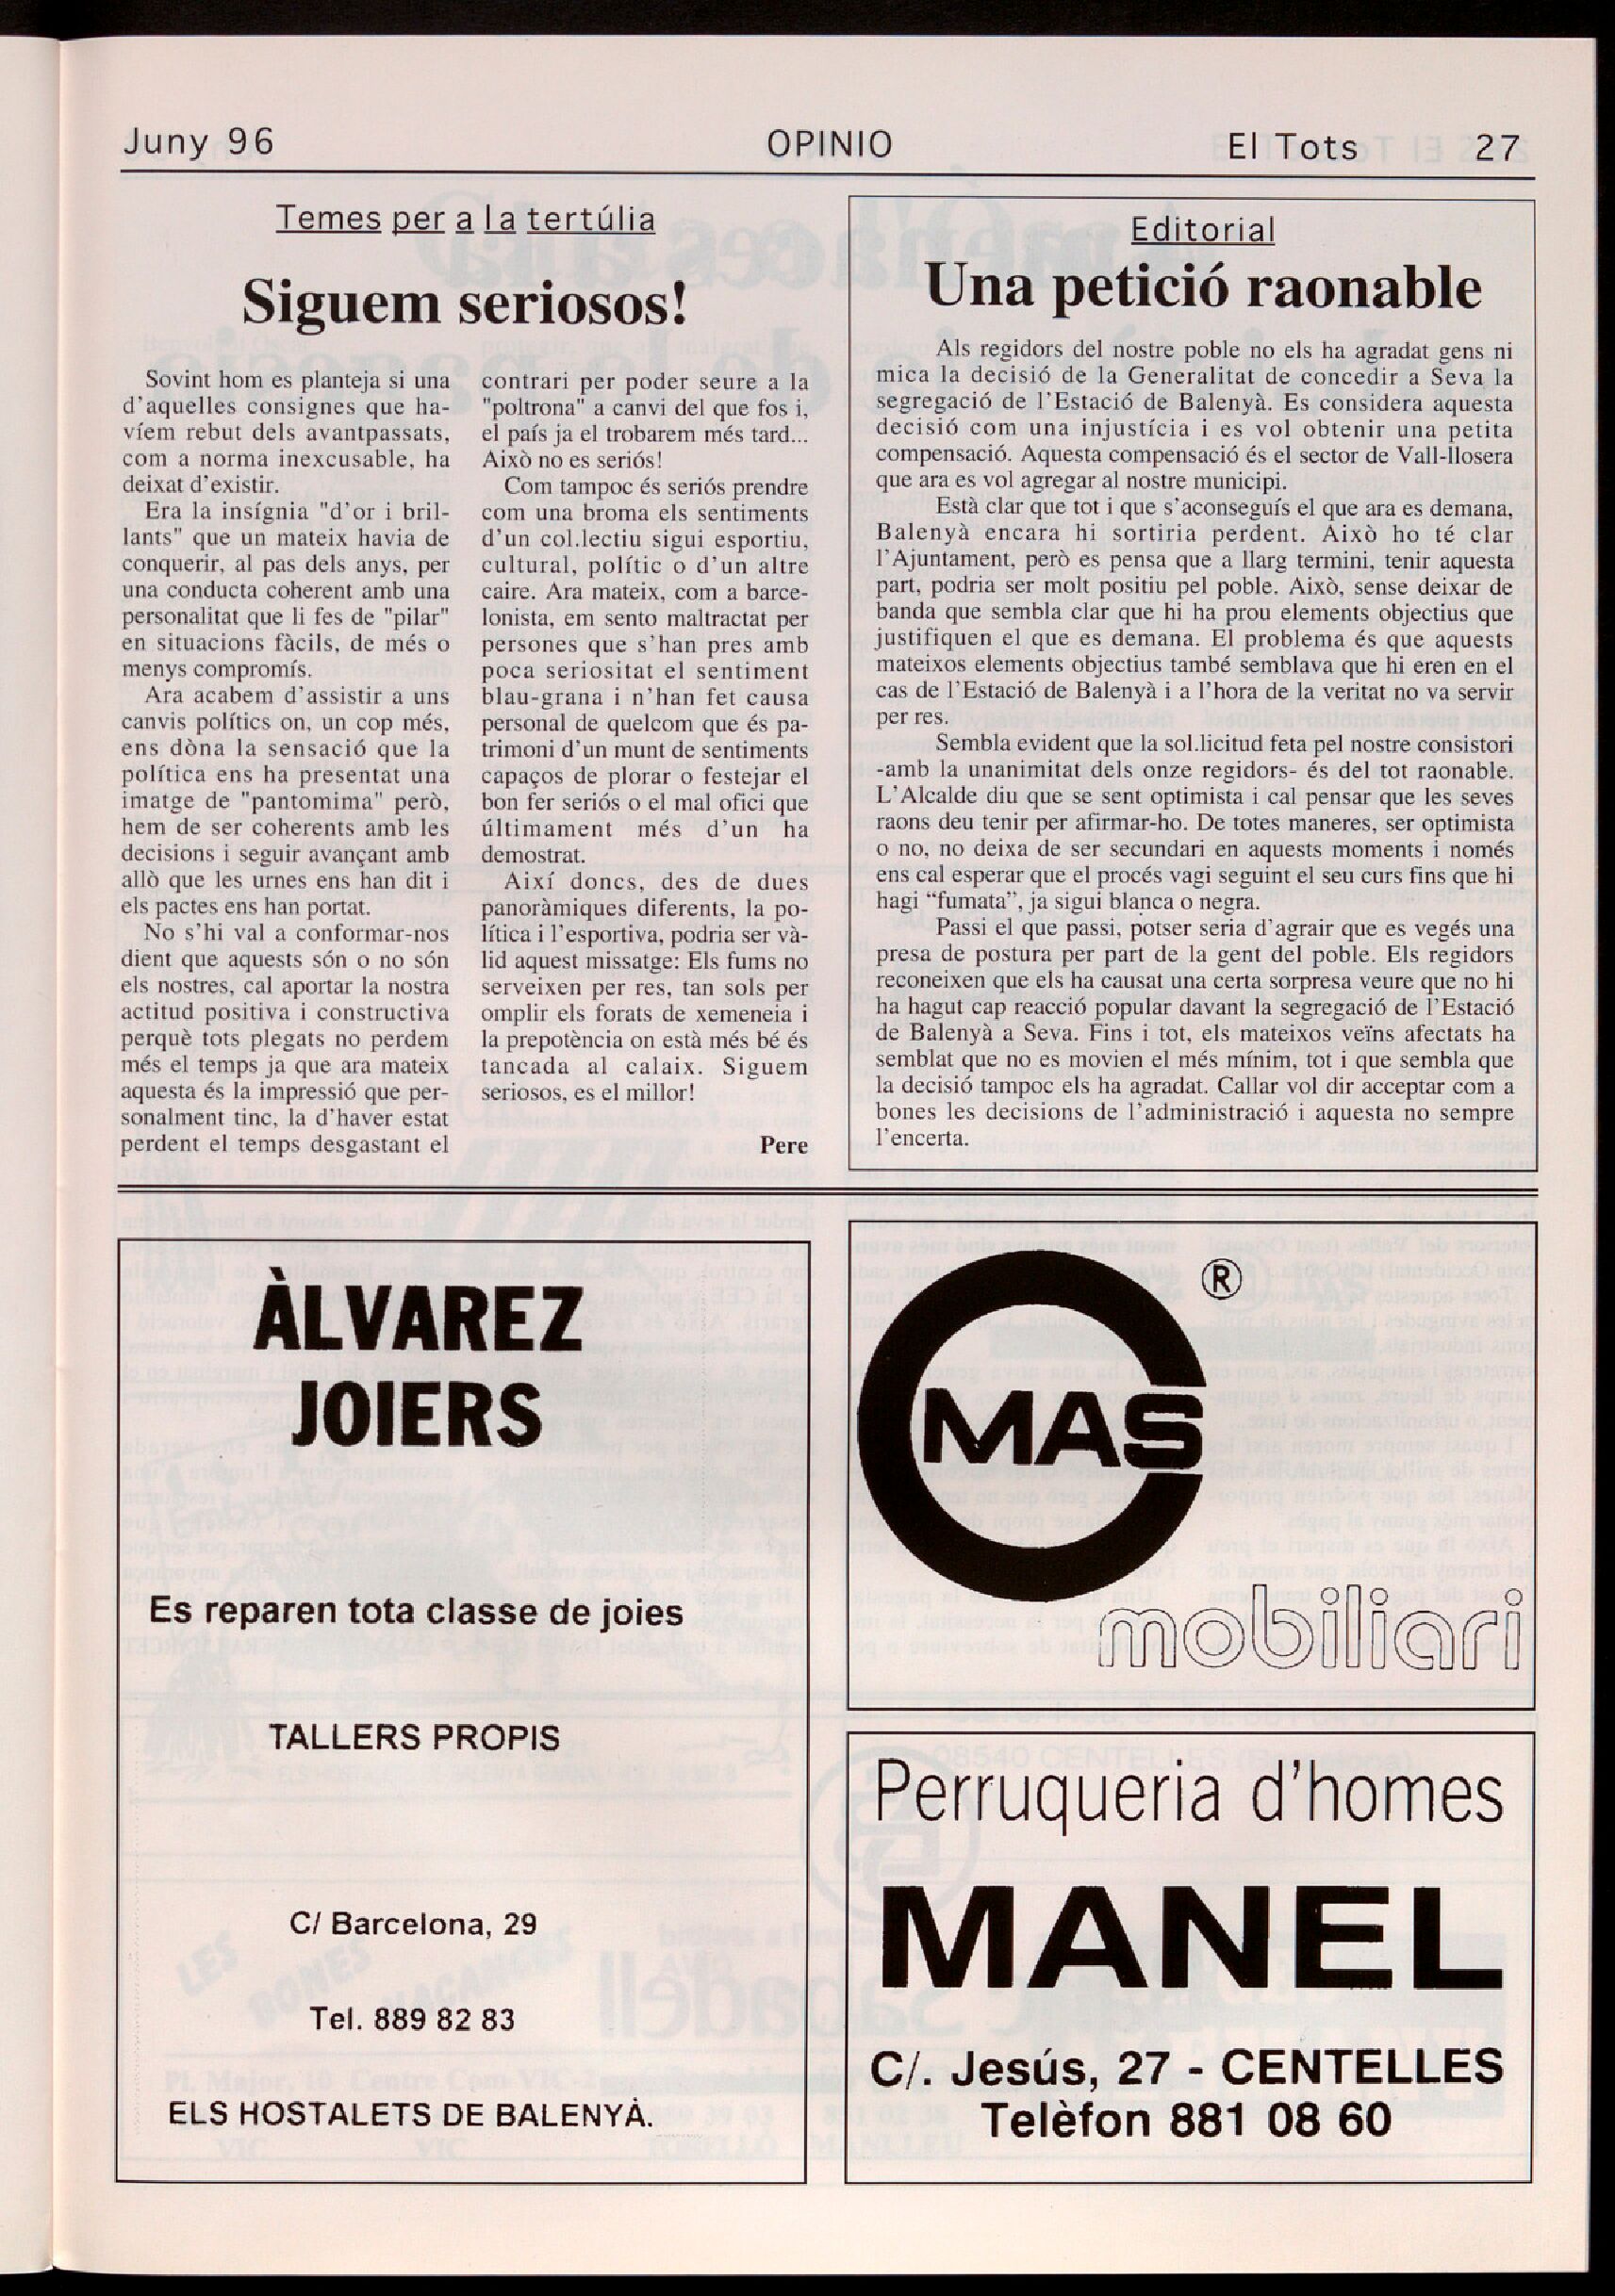 Juny 96 OPINIO El Tots 27
Temes per a la tertúlia
Siguem seriosos!
Sovint hom es planteja si una
d'aquelles consignes que ha-
víem rebut dels avantpassats,
com a norma inexcusable, ha
deixat d'existir.
Era la insígnia "d'or i bril-
lants" que un mateix havia de
conquerir, al pas dels anys, per
una conducta coherent amb una
personalitat que li fes de "pilar"
en situacions fàcils, de més o
menys compromís.
Ara acabem d'assistir a uns
canvis polítics on, un cop més,
ens dòna la sensació que la
política ens ha presentat una
imatge de "pantomima" però,
hem de ser coherents amb les
decisions i seguir avançant amb
allò que les urnes ens han dit i
els pactes ens han portat.
No s'hi val a conformar-nos
dient que aquests són o no són
els nostres, cal aportar la nostra
actitud positiva i constructiva
perquè tots plegats no perdem
més el temps ja que ara mateix
aquesta és la impressió que per-
sonalment tinc, la d'haver estat
perdent el temps desgastant el
contrari per poder seure a la
"poltrona" a canvi del que fos i,
el país ja el trobarem més tard...
Això no es seriós!
Com tampoc és seriós prendre
com una broma els sentiments
d'un col.lectiu sigui esportiu,
cultural, polític o d'un altre
caire. Ara mateix, com a barce-
lonista, em sento maltractat per
persones que s'han pres amb
poca seriositat el sentiment
blau-grana i n'han fet causa
personal de quelcom que és pa-
trimoni d'un munt de sentiments
capaços de plorar o festejar el
bon fer seriós o el mal ofici que
últimament més d'un ha
demostrat.
Així doncs, des de dues
panoràmiques diferents, la po-
lítica i l'esportiva, podria ser và-
lid aquest missatge: Els fums no
serveixen per res, tan sols per
omplir els forats de xemeneia i
la prepotència on està més bé és
tancada al calaix. Siguem
seriosos, es el millor!
Pere
Editorial
Una petició raonable
Als regidors del nostre poble no els ha agradat gens ni
mica la decisió de la Generalitat de concedir a Seva la
segregació de l'Estació de Balenyà. Es considera aquesta
decisió com una injustícia i es vol obtenir una petita
compensació. Aquesta compensació és el sector de Vall-llosera
que ara es vol agregar al nostre municipi.
Està clar que tot i que s'aconseguís el que ara es demana,
Balenyà encara hi sortiria perdent. Això ho té clar
l'Ajuntament, però es pensa que a llarg termini, tenir aquesta
part, podria ser molt positiu pel poble. Això, sense deixar de
banda que sembla clar que hi ha prou elements objectius que
justifiquen el que es demana. El problema és que aquests
mateixos elements objectius també semblava que hi eren en el
cas de l'Estació de Balenyà i a l'hora de la veritat no va servir
per res.
Sembla evident que la sol.licitud feta pel nostre consistori
-amb la unanimitat dels onze regidors- és del tot raonable.
L'Alcalde diu que se sent optimista i cal pensar que les seves
raons deu tenir per afirmar-ho. De totes maneres, ser optimista
o no, no deixa de ser secundari en aquests moments i només
ens cal esperar que el procés vagi seguint el seu curs fins que hi
hagi “fumata”, ja sigui blanca o negra.
Passi el que passi, potser seria d'agrair que es vegés una
presa de postura per part de la gent del poble. Els regidors
reconeixen que els ha causat una certa sorpresa veure que no hi
ha hagut cap reacció popular davant la segregació de l'Estació
de Balenyà a Seva. Fins i tot, els mateixos veïns afectats ha
semblat que no es movien el més mínim, tot i que sembla que
la decisió tampoc els ha agradat. Callar vol dir acceptar com a
bones les decisions de l'administració i aquesta no sempre
l'encerta.
ÀLVAREZ
JOIERS
Es reparen tota classe de joies
TALLERS PROPIS
C/ Barcelona, 29
Tel. 889 82 83
ELS HOSTALETS DE BALENYÀ.
®
MAS
mobiliari
Perruqueria d'homes
MANEL
C/. Jesús, 27 - CENTELLES
Telèfon 881 08 60